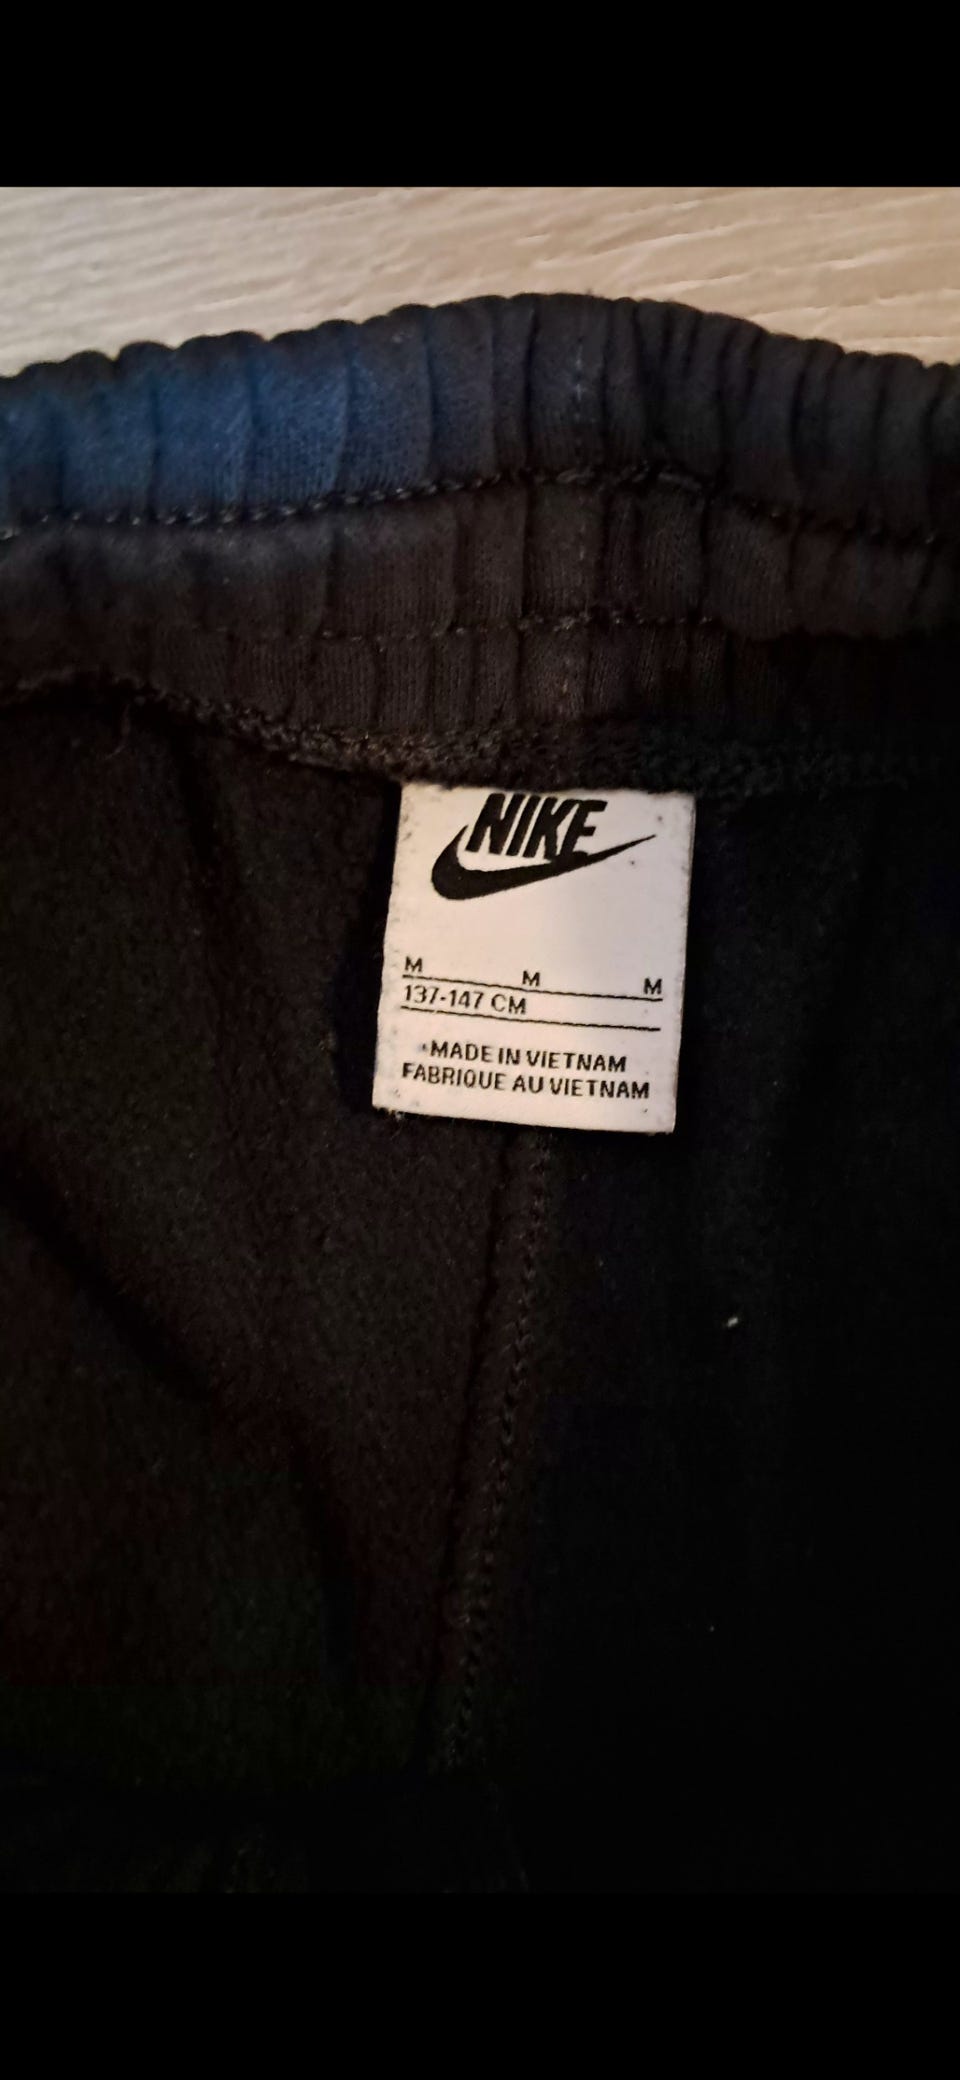 NIKE
M M M
137-147 CM
MADE IN VIETNAM
FABRIQUE AU VIETNAM